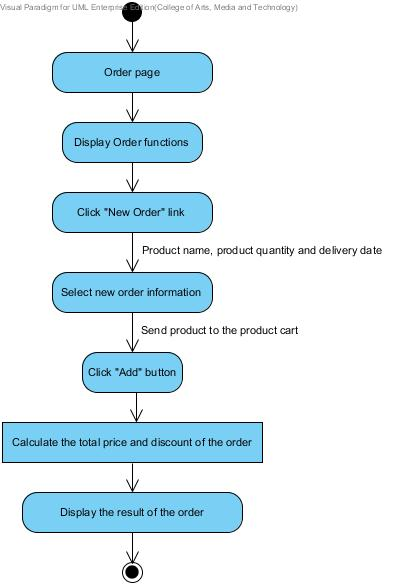 Visual Paradigm for UML Enterprise Edition(College of Arts, Media and Technology)
Order page
Display Order functions
Click "New Order" link
Product name, product quantity and delivery date
Select new order information
Send product to the product cart
Click "Add" button
Calculate the total price and discount of the order
Display the result of the order